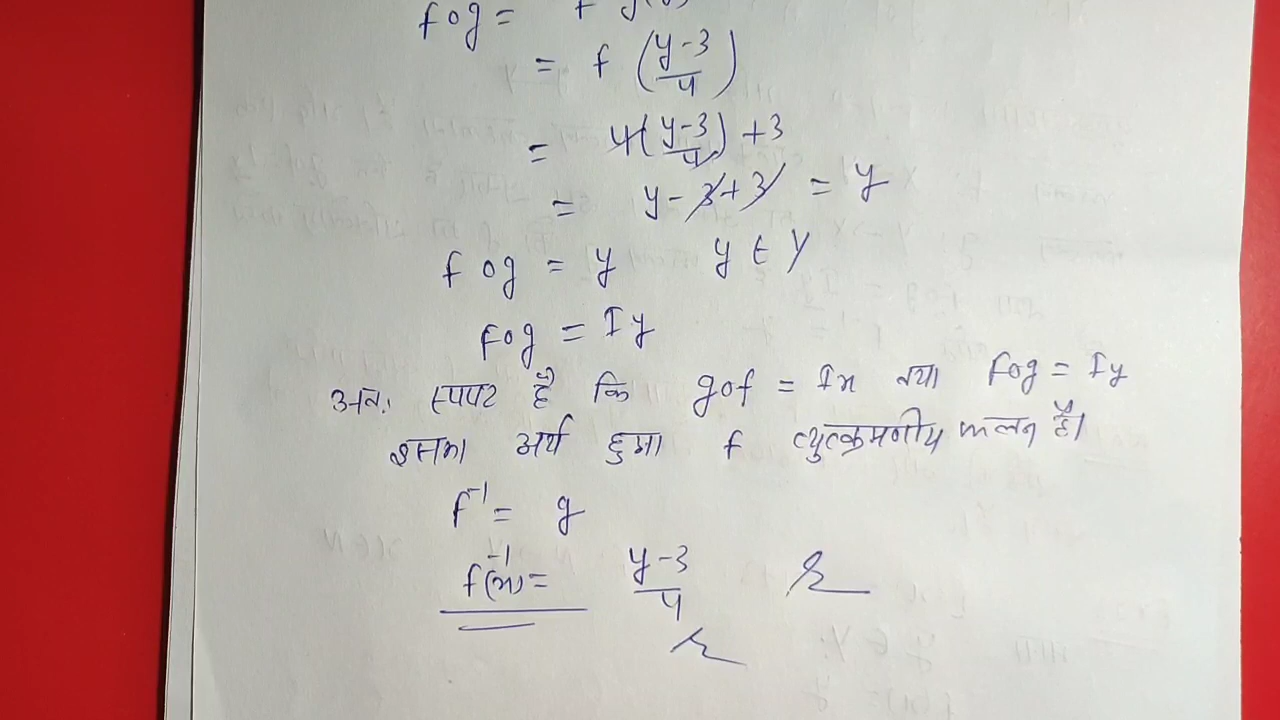 fog =
= f (y-3/4)
= 4(y-3/4) + 3
= y - 3 + 3 = y
fog = y y ∈ Y
fog = Iy
अतः स्पष्ट है कि gof = Ix तथा fog = Iy
इसका अर्थ हुआ f व्युत्क्रमणीय फलन है।
f⁻¹ = g
f⁻¹(x) = y-3/4